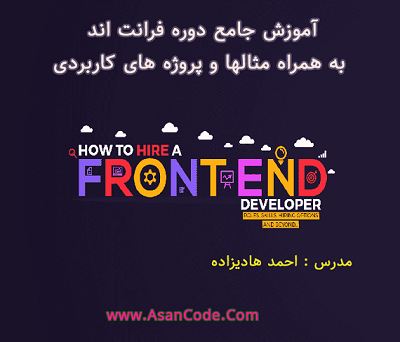 آموزش جامع دوره فرانت اند
به همراه مثالها و پروژه های کاربردی
HOW TO HIRE A
FRONT-END
DEVELOPER
ROLES, SKILLS, HIRING OPTIONS
AND BEYOND.
مدرس : احمد هادیزاده
www.AsanCode.Com